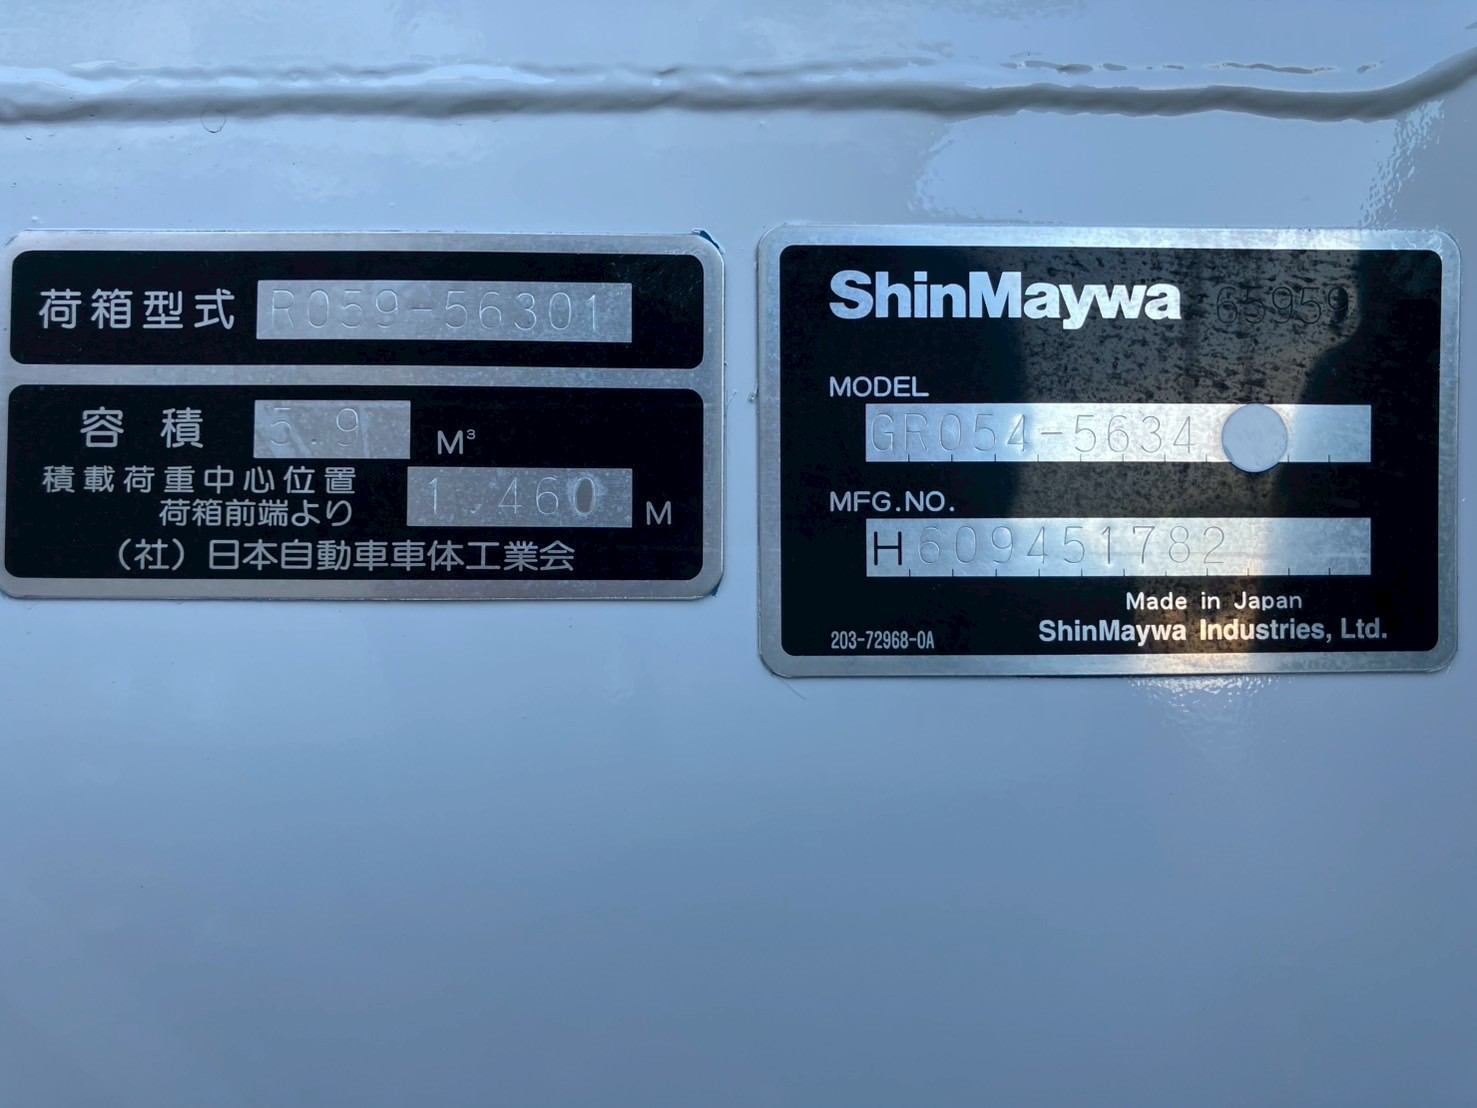 荷箱型式 R059-56301
容積 5.9 M³
積載荷重中心位置
荷箱前端より 1.460 M
(社)日本自動車車体工業会
ShinMaywa 65959
MODEL
GR054-5634
MFG.NO.
H609451782
Made in Japan
203-72968-0A ShinMaywa Industries, Ltd.